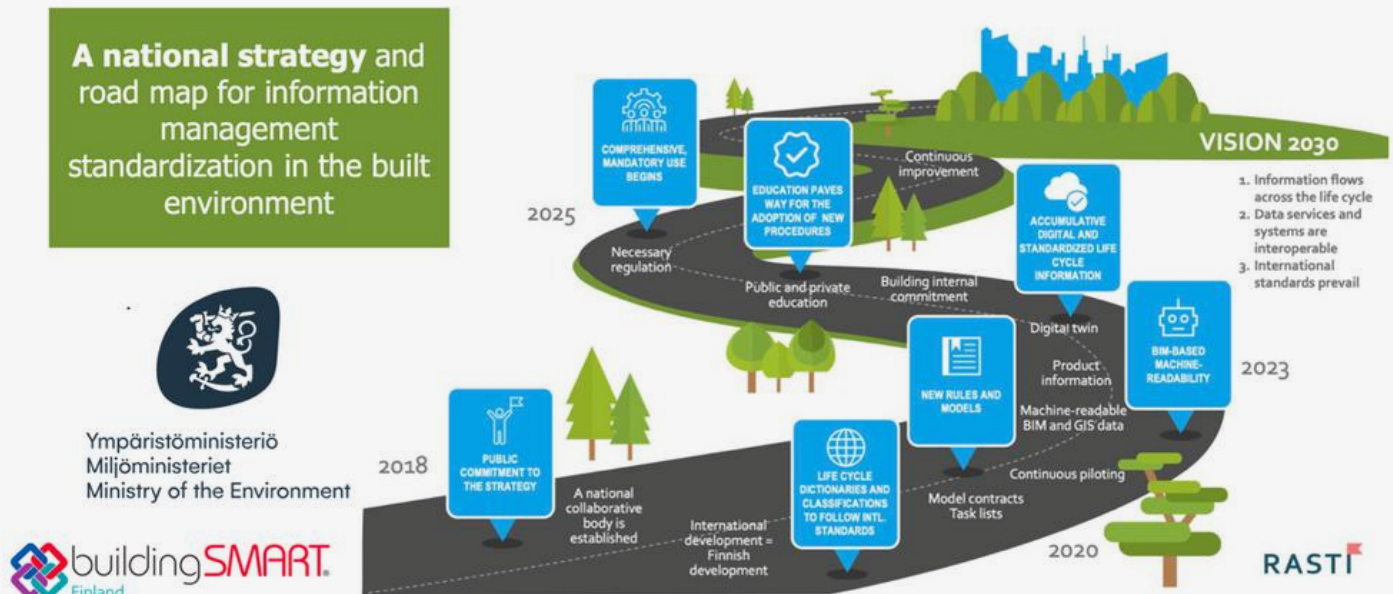 A national strategy and
road map for information
management
standardization in the built
environment
Ympäristöministeriö
Miljöministeriet
Ministry of the Environment
buildingSMART.
Finland
2018
PUBLIC
COMMITMENT TO
THE STRATEGY
A national
collaborative
body is
established
International
development =
Finnish
development
LIFE CYCLE
DICTIONARIES AND
CLASSIFICATIONS
TO FOLLOW INTL.
STANDARDS
2020
NEW RULES AND
MODELS
Model contracts
Task lists
Continuous piloting
Machine-readable
BIM and GIS data
Product
information
BIM-BASED
MACHINE-
READABILITY
2023
Digital twin
ACCUMULATIVE
DIGITAL AND
STANDARDIZED LIFE
CYCLE
INFORMATION
Building internal
commitment
Public and private
education
EDUCATION PAVES
WAY FOR THE
ADOPTION OF NEW
PROCEDURES
2025
COMPREHENSIVE,
MANDATORY USE
BEGINS
Necessary
regulation
Continuous
improvement
VISION 2030
1. Information flows
across the life cycle
2. Data services and
systems are
interoperable
3. International
standards prevail
RASTI